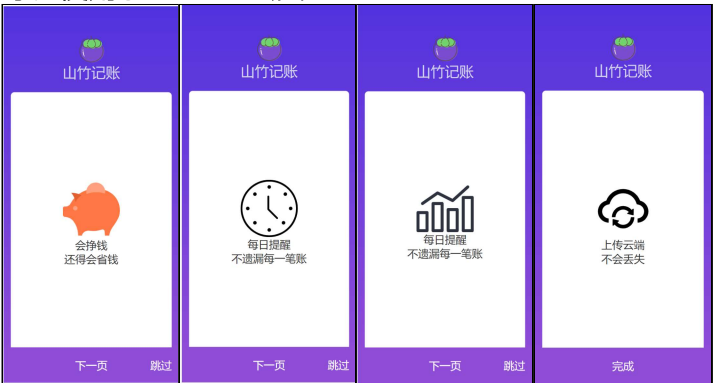 山竹记账
会挣钱
还得会省钱
下一页
跳过
山竹记账
每日提醒
不遗漏每一笔账
下一页
跳过
山竹记账
每日提醒
不遗漏每一笔账
下一页
跳过
山竹记账
上传云端
不会丢失
完成